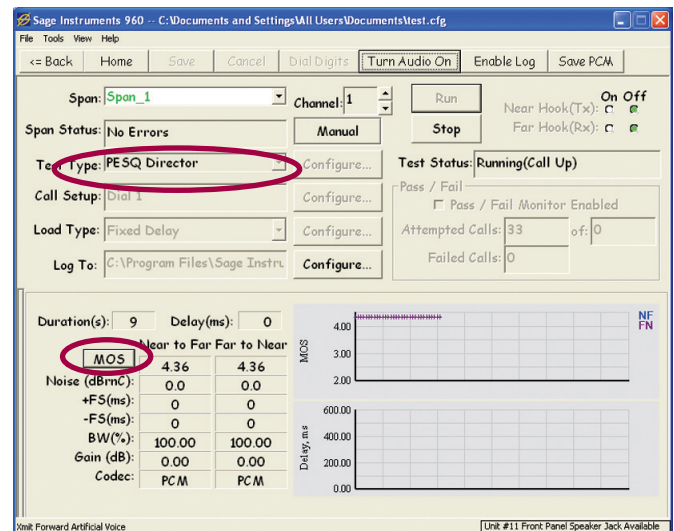 Sage Instruments 960 -- C:\Documents and Settings\All Users\Documents\test.cfg
File Tools View Help
<= Back Home Save Cancel Dial Digits Turn Audio On Enable Log Save PCM
Span: Span_1 Channel: 1 Run On Off
Near Hook(Tx):
Span Status: No Errors Manual Stop Far Hook(Rx):
Test Type: PESQ Director Configure... Test Status: Running(Call Up)
Pass / Fail
Call Setup: Dial 1 Configure... Pass / Fail Monitor Enabled
Load Type: Fixed Delay Configure... Attempted Calls: 33 of: 0
Log To: C:\Program Files\Sage Instru Configure... Failed Calls: 0
Duration(s): 9 Delay(ms): 0
Near to Far Far to Near
MOS 4.36 4.36
Noise (dBrnC): 0.0 0.0
+FS(ms): 0 0
-FS(ms): 0 0
BW(%): 100.00 100.00
Gain (dB): 0.00 0.00
Codec: PCM PCM
MOS
4.00
3.00
2.00
NF
FN
Delay, ms
600.00
400.00
200.00
0.00
Xmit Forward Artificial Voice Unit #11 Front Panel Speaker Jack Available